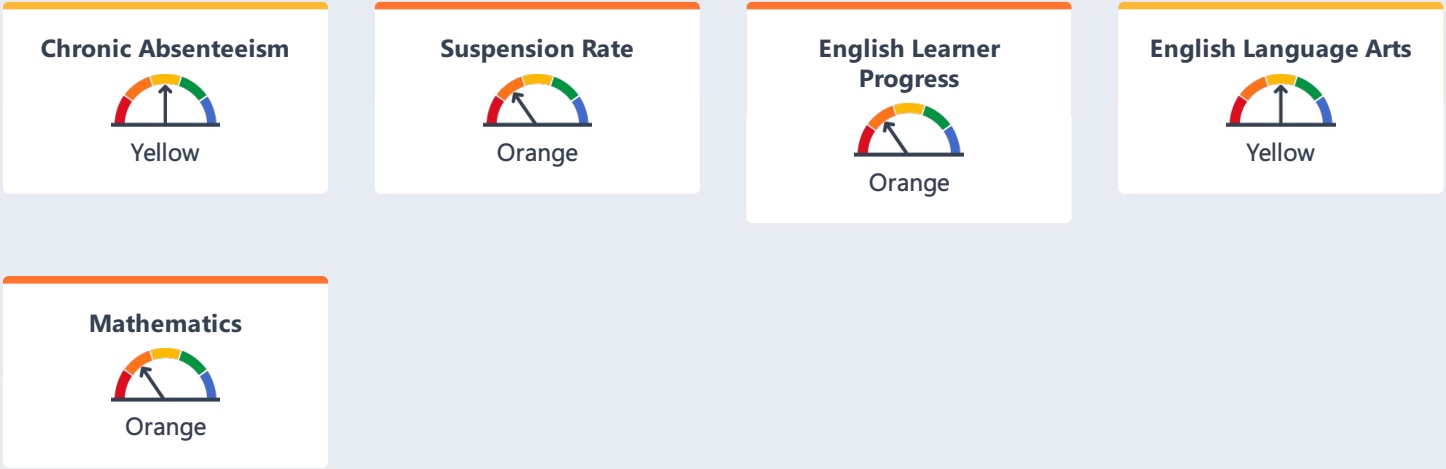 Chronic Absenteeism
Yellow
Suspension Rate
Orange
English Learner
Progress
Orange
English Language Arts
Yellow
Mathematics
Orange